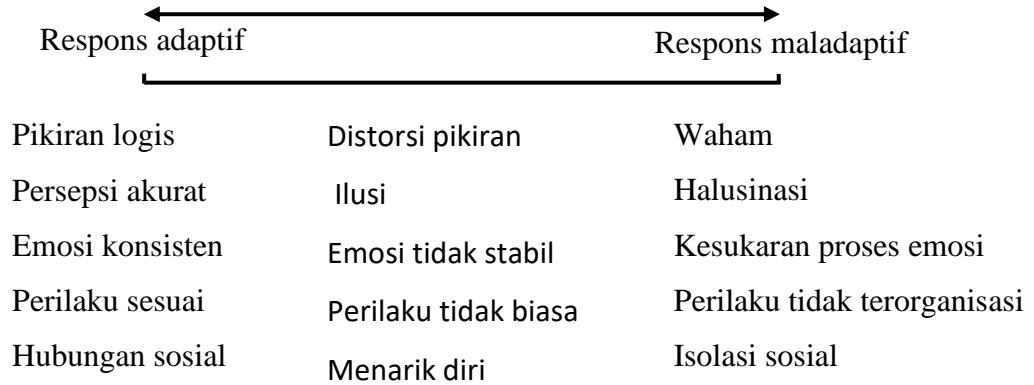 Respons adaptif Respons maladaptif
Pikiran logis Distorsi pikiran Waham
Persepsi akurat Ilusi Halusinasi
Emosi konsisten Emosi tidak stabil Kesukaran proses emosi
Perilaku sesuai Perilaku tidak biasa Perilaku tidak terorganisasi
Hubungan sosial Menarik diri Isolasi sosial